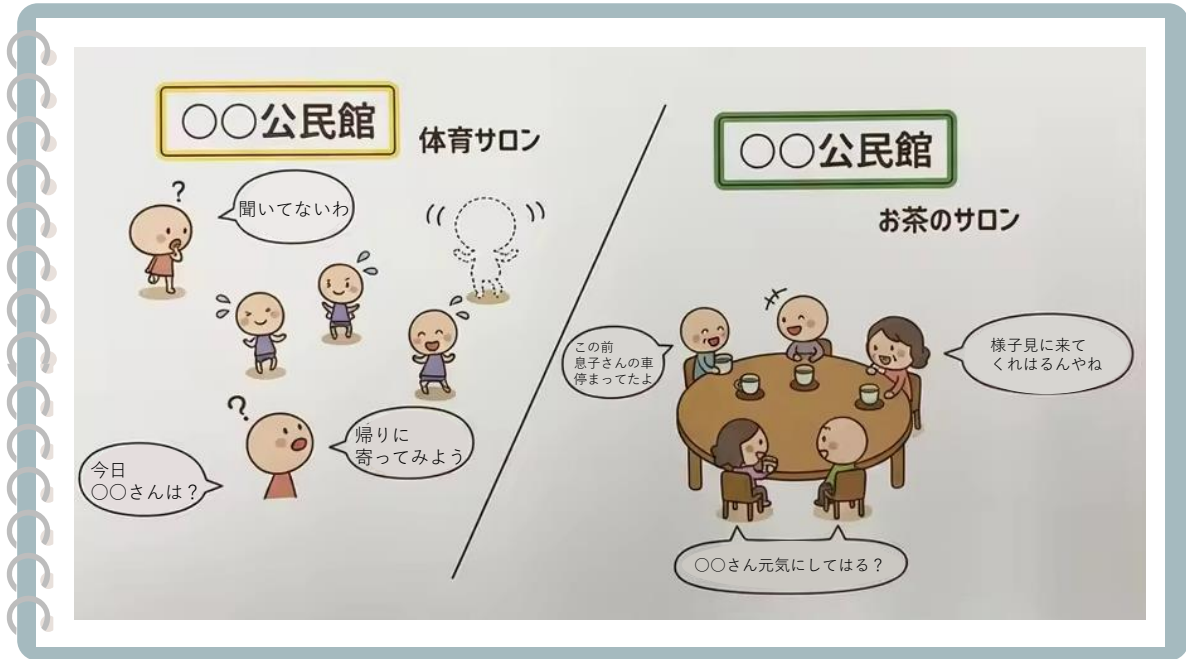 ○○公民館
体育サロン
?
聞いてないわ
?
帰りに
寄ってみよう
今日
○○さんは？
○○公民館
お茶のサロン
この前
息子さんの車
停まってたよ
様子見に来て
くれはるんやね
○○さん元気にしてはる？